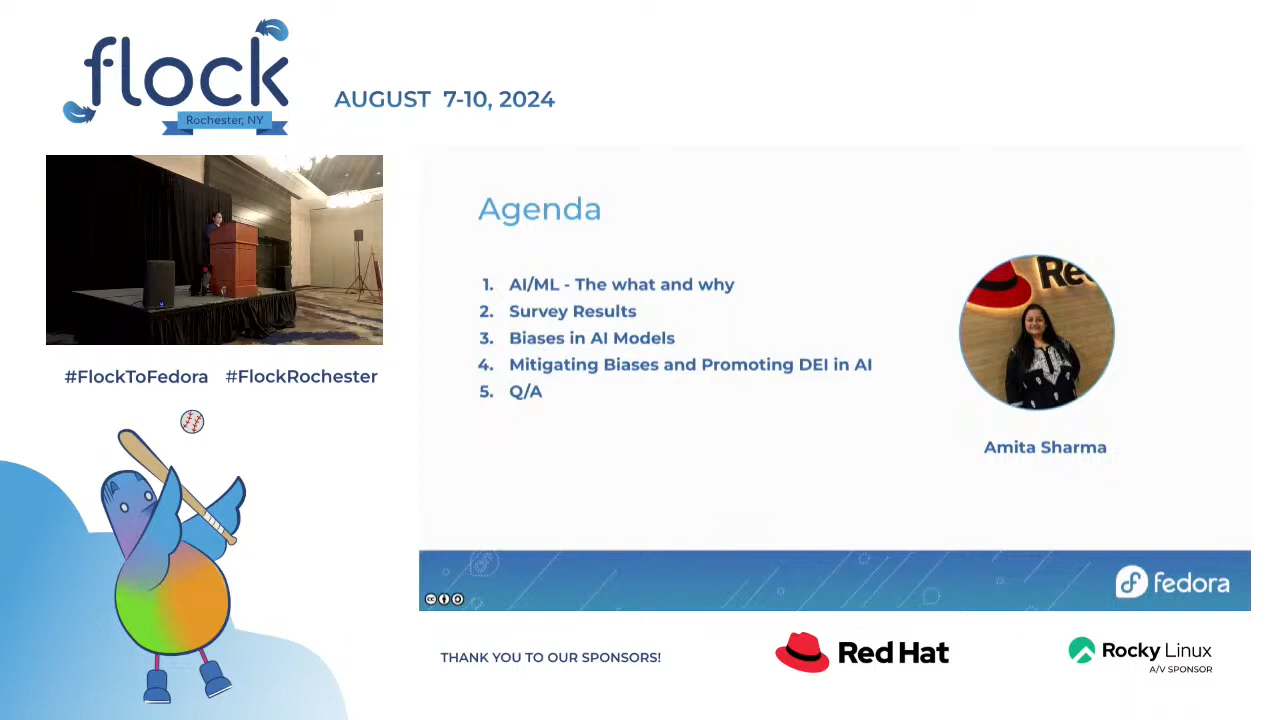 flock
Rochester, NY
AUGUST 7-10, 2024
#FlockToFedora #FlockRochester
Agenda
1. AI/ML - The what and why
2. Survey Results
3. Biases in AI Models
4. Mitigating Biases and Promoting DEI in AI
5. Q/A
Re
Amita Sharma
fedora
THANK YOU TO OUR SPONSORS!
Red Hat
Rocky Linux
A/V SPONSOR